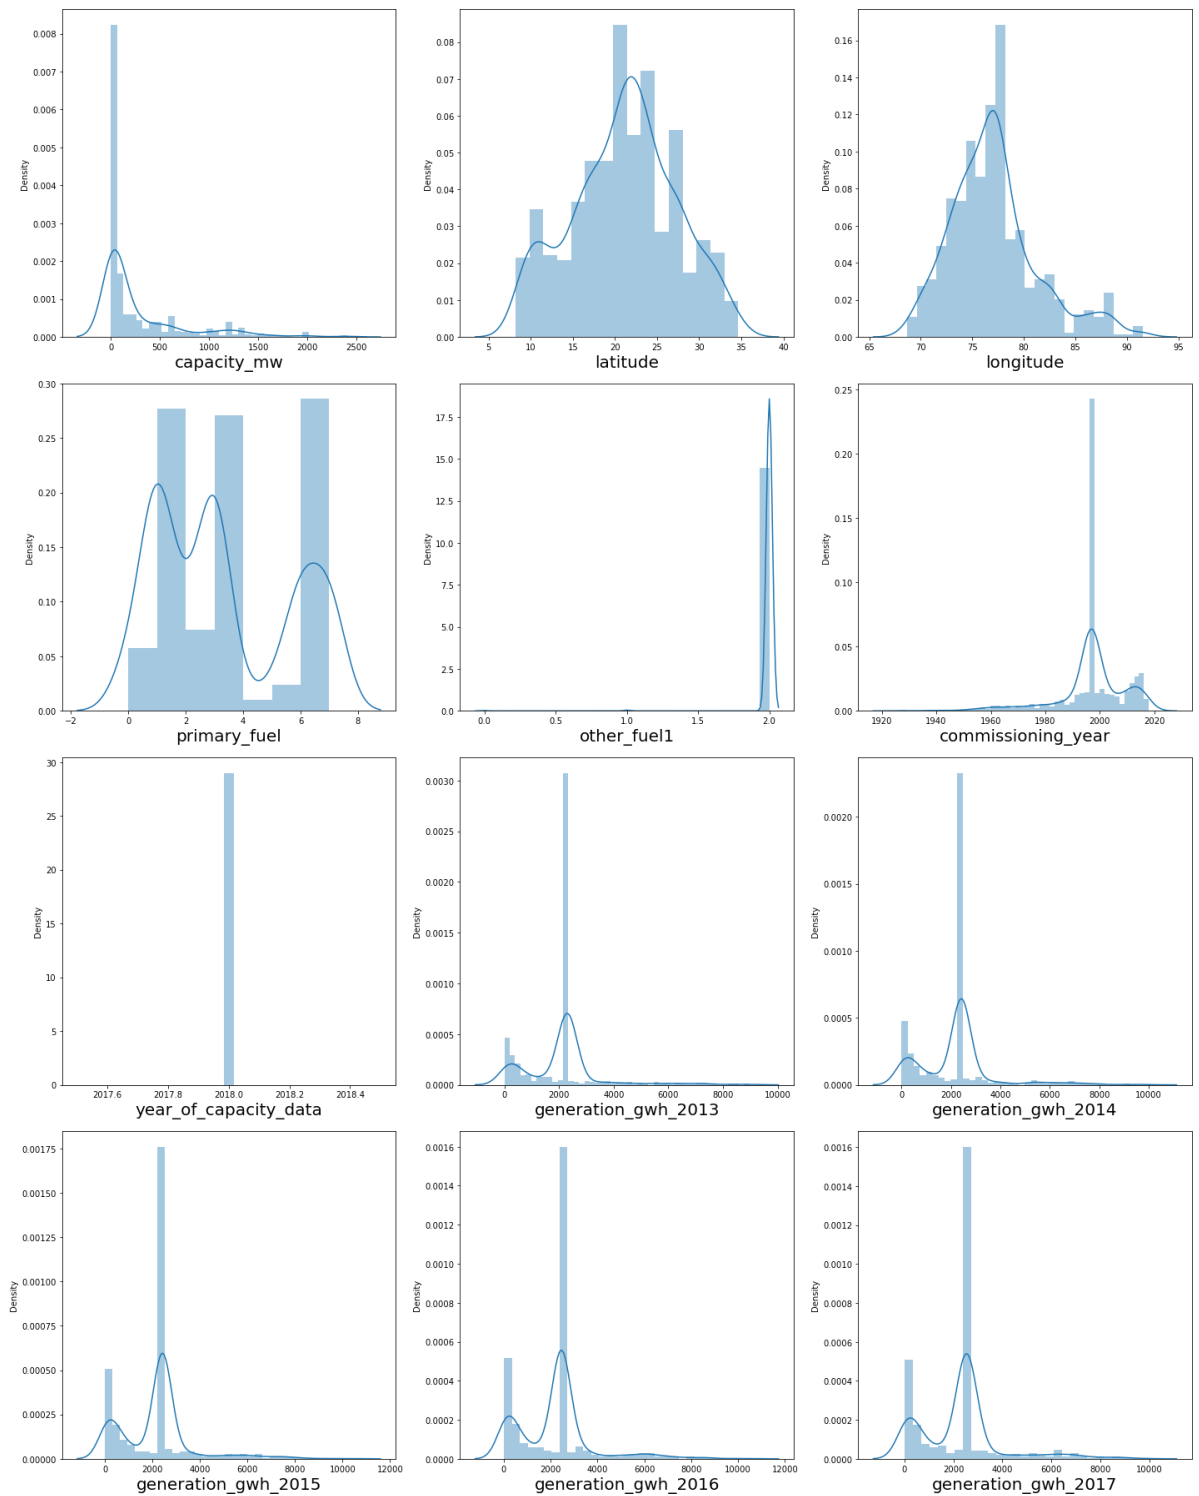 0.008
0.007
0.006
0.005
0.004
0.003
0.002
0.001
0.000
Density
0 500 1000 1500 2000 2500
capacity_mw
0.08
0.07
0.06
0.05
0.04
0.03
0.02
0.01
0.00
Density
5 10 15 20 25 30 35 40
latitude
0.16
0.14
0.12
0.10
0.08
0.06
0.04
0.02
0.00
Density
65 70 75 80 85 90 95
longitude
0.30
0.25
0.20
0.15
0.10
0.05
0.00
Density
−2 0 2 4 6 8
primary_fuel
17.5
15.0
12.5
10.0
7.5
5.0
2.5
0.0
Density
0.0 0.5 1.0 1.5 2.0
other_fuel1
0.25
0.20
0.15
0.10
0.05
0.00
Density
1920 1940 1960 1980 2000 2020
commissioning_year
30
25
20
15
10
5
0
Density
2017.6 2017.8 2018.0 2018.2 2018.4
year_of_capacity_data
0.0030
0.0025
0.0020
0.0015
0.0010
0.0005
0.0000
Density
0 2000 4000 6000 8000 10000
generation_gwh_2013
0.0020
0.0015
0.0010
0.0005
0.0000
Density
0 2000 4000 6000 8000 10000
generation_gwh_2014
0.00175
0.00150
0.00125
0.00100
0.00075
0.00050
0.00025
0.00000
Density
0 2000 4000 6000 8000 10000 12000
generation_gwh_2015
0.0016
0.0014
0.0012
0.0010
0.0008
0.0006
0.0004
0.0002
0.0000
Density
0 2000 4000 6000 8000 10000 12000
generation_gwh_2016
0.0016
0.0014
0.0012
0.0010
0.0008
0.0006
0.0004
0.0002
0.0000
Density
0 2000 4000 6000 8000 10000
generation_gwh_2017